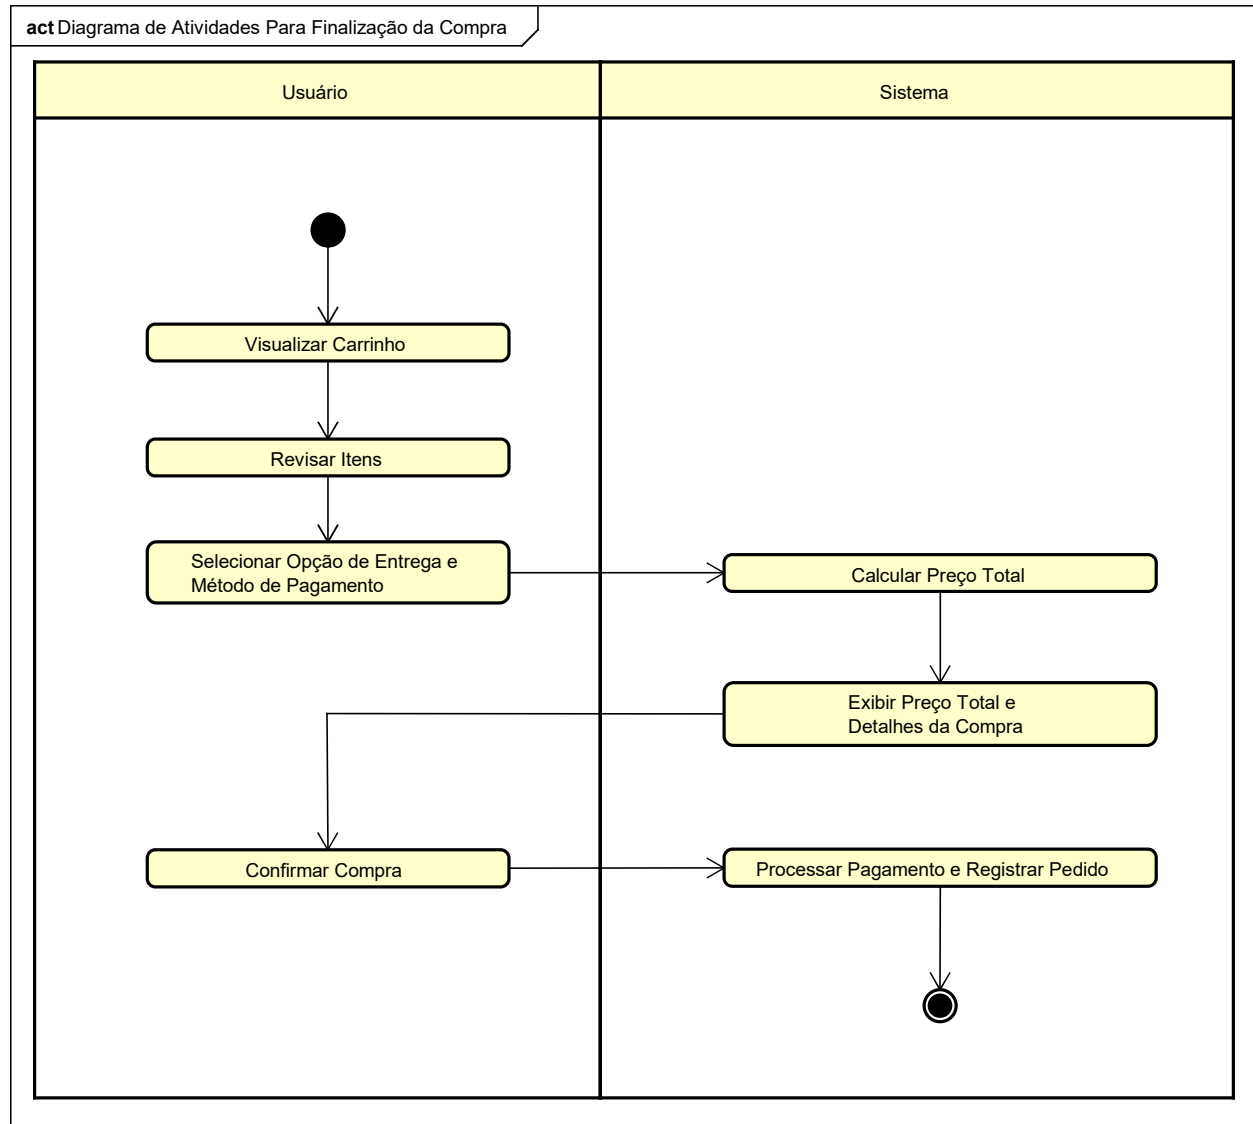 act Diagrama de Atividades Para Finalização da Compra
Usuário
Sistema
Visualizar Carrinho
Revisar Itens
Selecionar Opção de Entrega e
Método de Pagamento
Calcular Preço Total
Exibir Preço Total e
Detalhes da Compra
Confirmar Compra
Processar Pagamento e Registrar Pedido